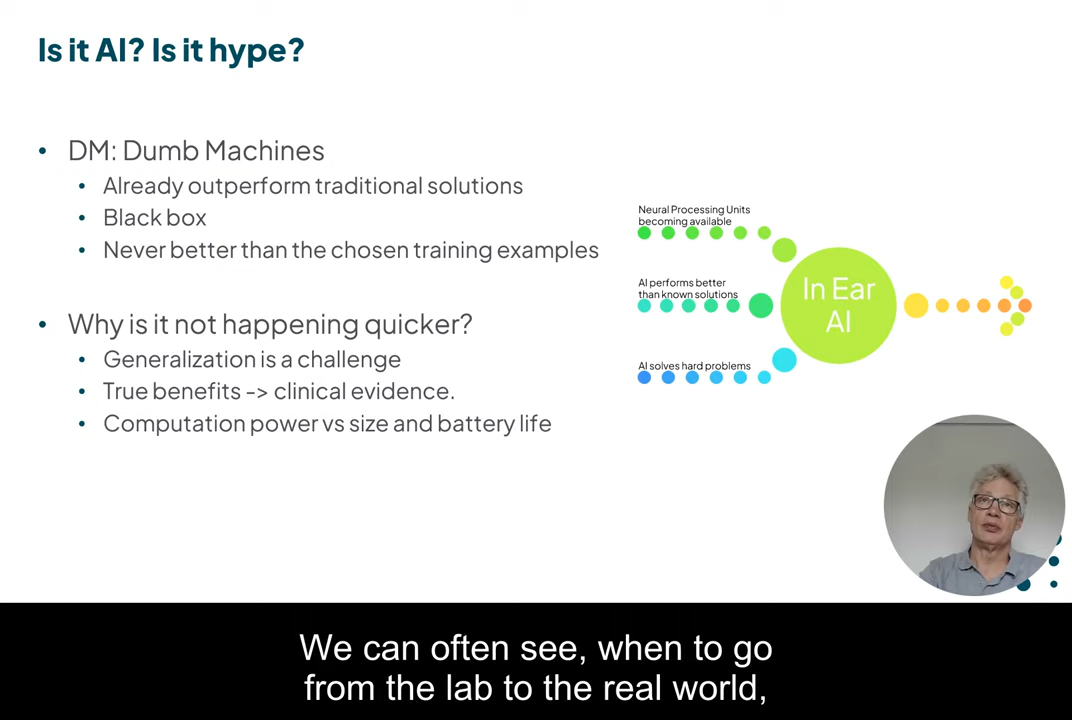 Is it AI? Is it hype?
• DM: Dumb Machines
• Already outperform traditional solutions
• Black box
• Never better than the chosen training examples
• Why is it not happening quicker?
• Generalization is a challenge
• True benefits -> clinical evidence.
• Computation power vs size and battery life
Neural Processing Units
becoming available
AI performs better
than known solutions
AI solves hard problems
In Ear
AI
We can often see, when to go
from the lab to the real world,